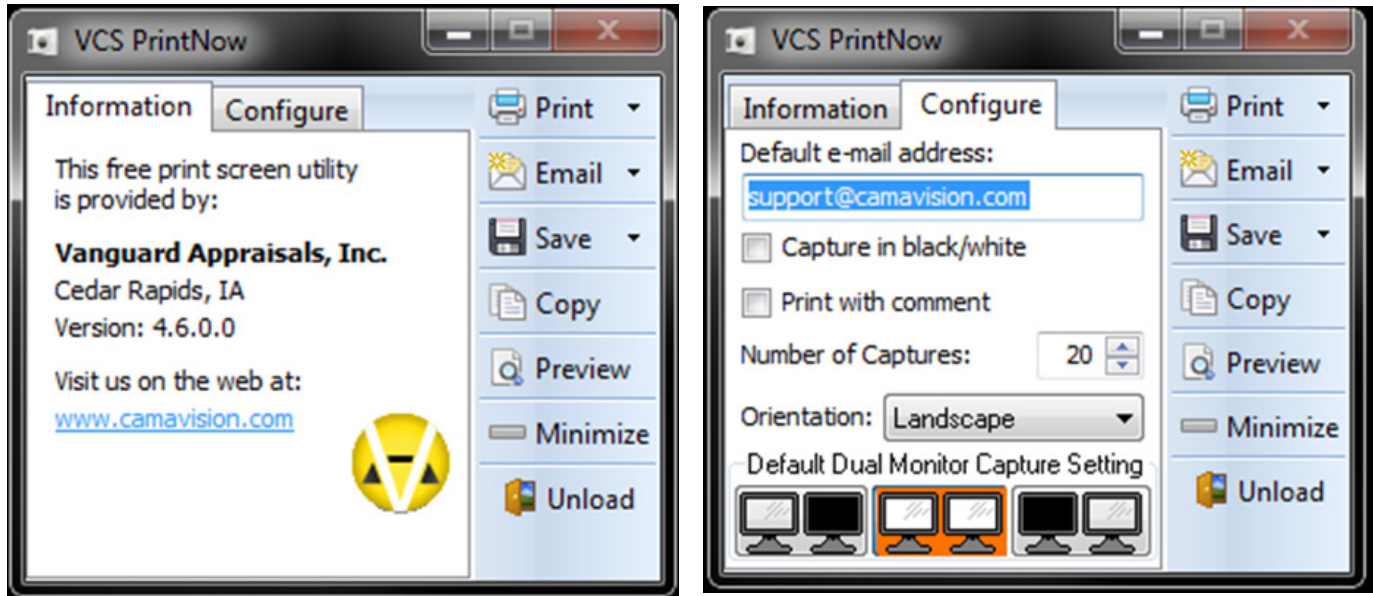 VCS PrintNow
Information
Configure
This free print screen utility
is provided by:
Vanguard Appraisals, Inc.
Cedar Rapids, IA
Version: 4.6.0.0
Visit us on the web at:
www.camavision.com
Print
Email
Save
Copy
Preview
Minimize
Unload
VCS PrintNow
Information
Configure
Default e-mail address:
support@camavision.com
Capture in black/white
Print with comment
Number of Captures: 20
Orientation: Landscape
Default Dual Monitor Capture Setting
Print
Email
Save
Copy
Preview
Minimize
Unload